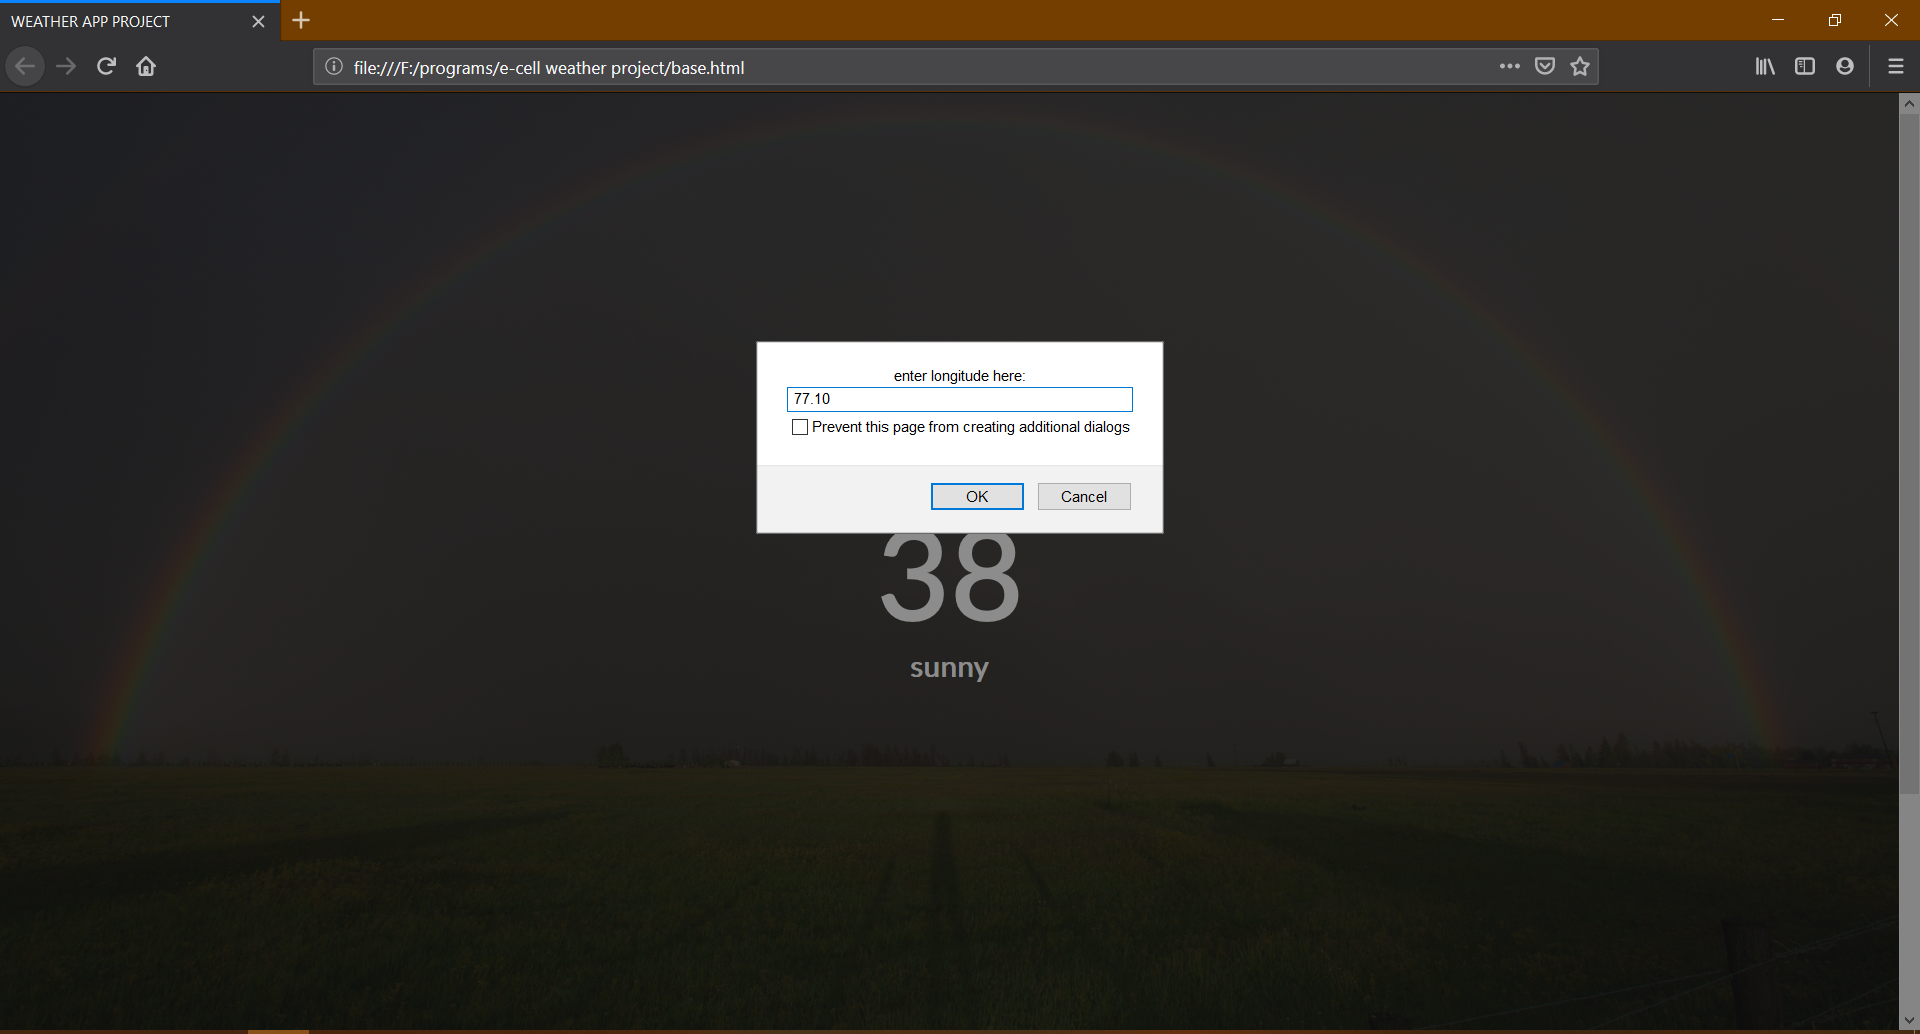 WEATHER APP PROJECT
file:///F:/programs/e-cell weather project/base.html
enter longitude here:
77.10
Prevent this page from creating additional dialogs
OK Cancel
38
sunny